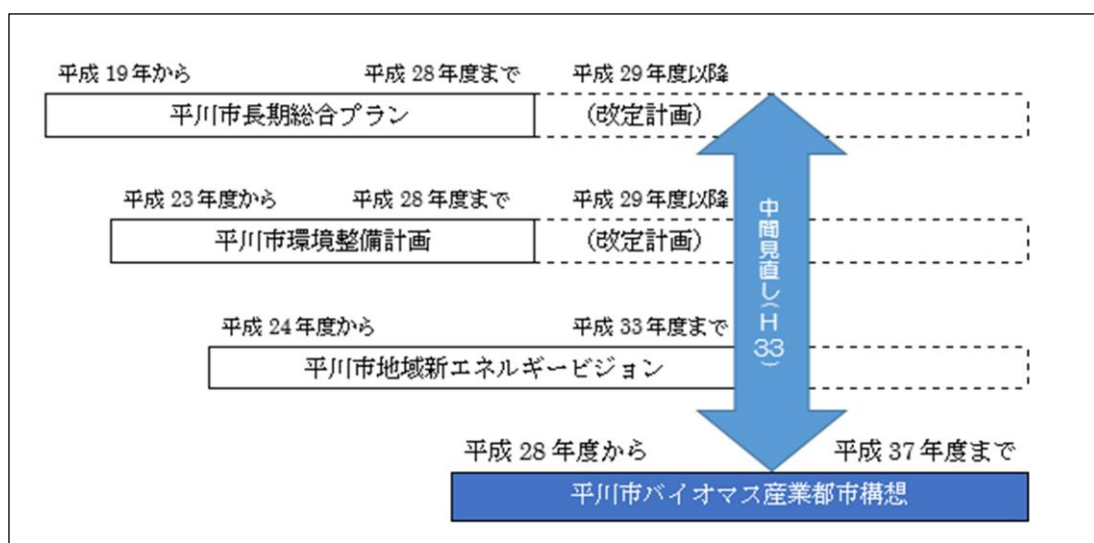 平成 19 年から 平成 28 年度まで 平成 29 年度以降
平川市長期総合プラン (改定計画)
平成 23 年度から 平成 28 年度まで 平成 29 年度以降
平川市環境整備計画 (改定計画)
中間見直し(H33)
平成 24 年度から 平成 33 年度まで
平川市地域新エネルギービジョン
平成 28 年度から 平成 37 年度まで
平川市バイオマス産業都市構想